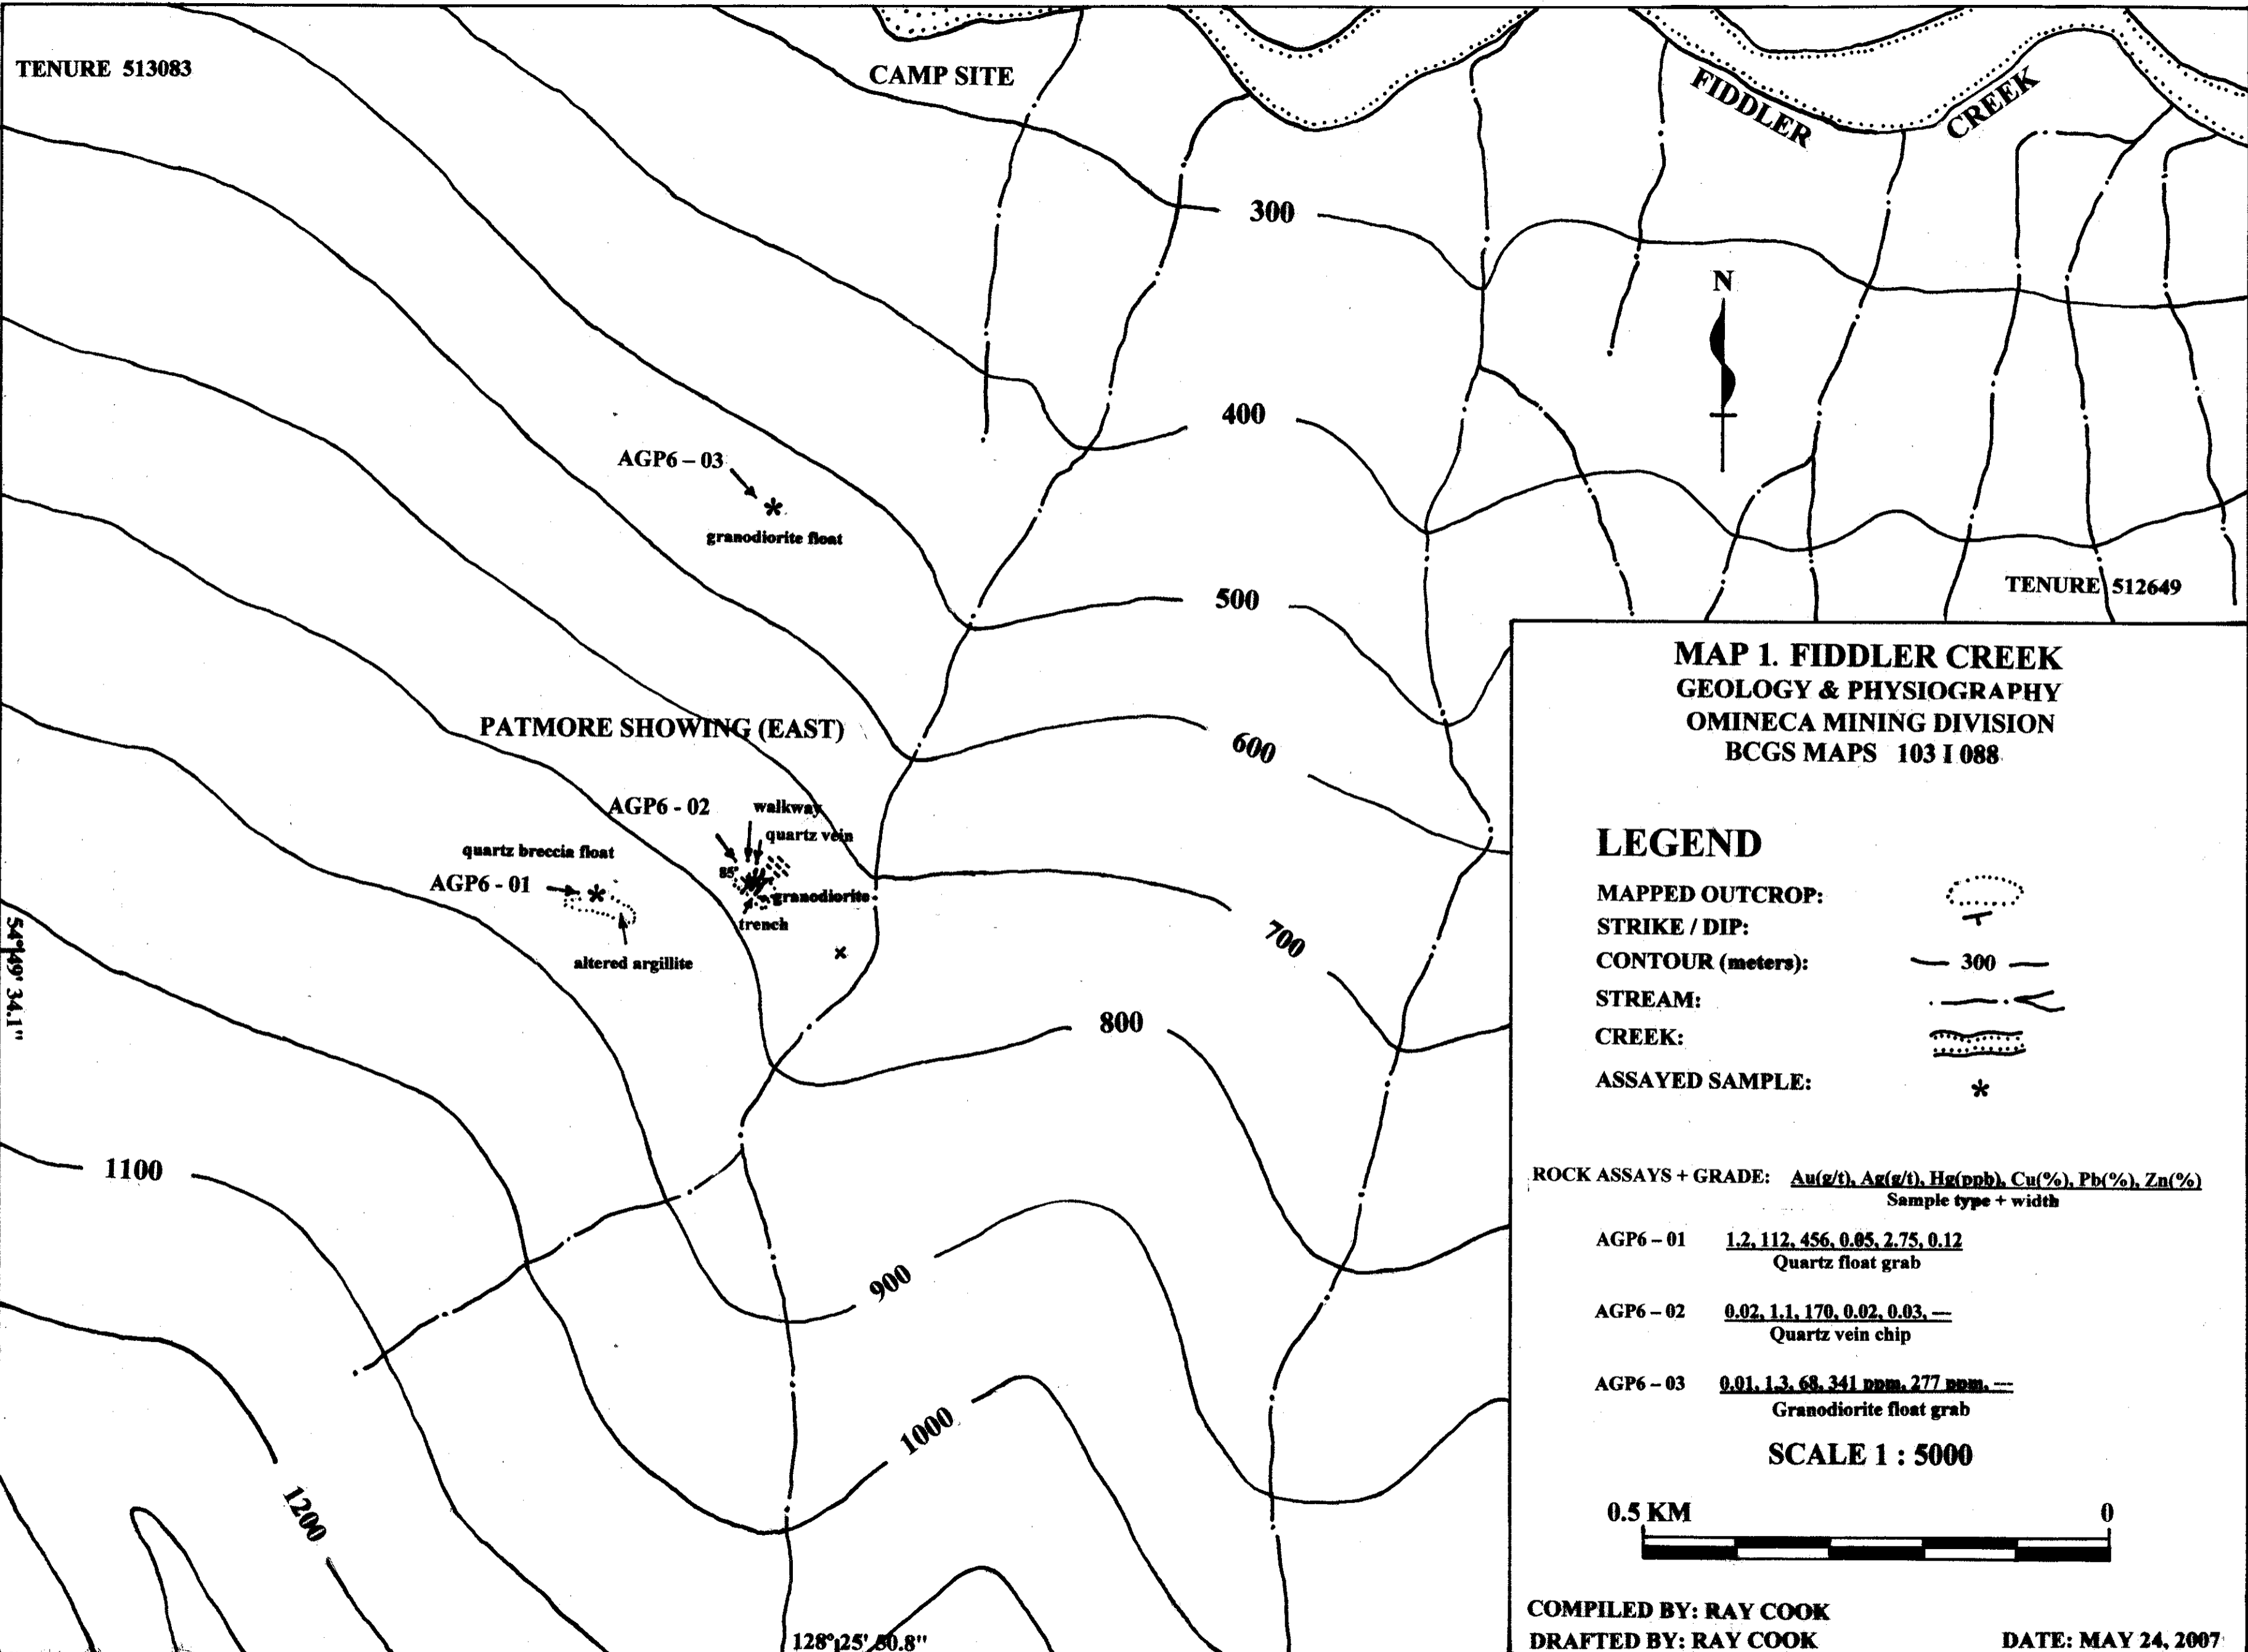 TENURE 513083
CAMP SITE
FIDDLER CREEK
300
N
400
AGP6 – 03
granodiorite float
500
TENURE 512649
PATMORE SHOWING (EAST)
600
AGP6 - 02
walkway
quartz vein
quartz breccia float
85°
AGP6 - 01
granodiorite
trench
altered argillite
700
54° 49' 34.1"
800
1100
900
1000
1200
128° 25' 50.8"
MAP 1. FIDDLER CREEK
GEOLOGY & PHYSIOGRAPHY
OMINECA MINING DIVISION
BCGS MAPS 103 I 088
LEGEND
MAPPED OUTCROP:
STRIKE / DIP:
CONTOUR (meters): 300
STREAM:
CREEK:
ASSAYED SAMPLE: *
ROCK ASSAYS + GRADE: Au(g/t), Ag(g/t), Hg(ppb), Cu(%), Pb(%), Zn(%)
Sample type + width
AGP6 – 01 1.2, 112, 456, 0.05, 2.75, 0.12
Quartz float grab
AGP6 – 02 0.02, 1.1, 170, 0.02, 0.03, —
Quartz vein chip
AGP6 – 03 0.01, 1.3, 68, 341 ppm, 277 ppm, —
Granodiorite float grab
SCALE 1 : 5000
0.5 KM 0
COMPILED BY: RAY COOK
DRAFTED BY: RAY COOK DATE: MAY 24, 2007